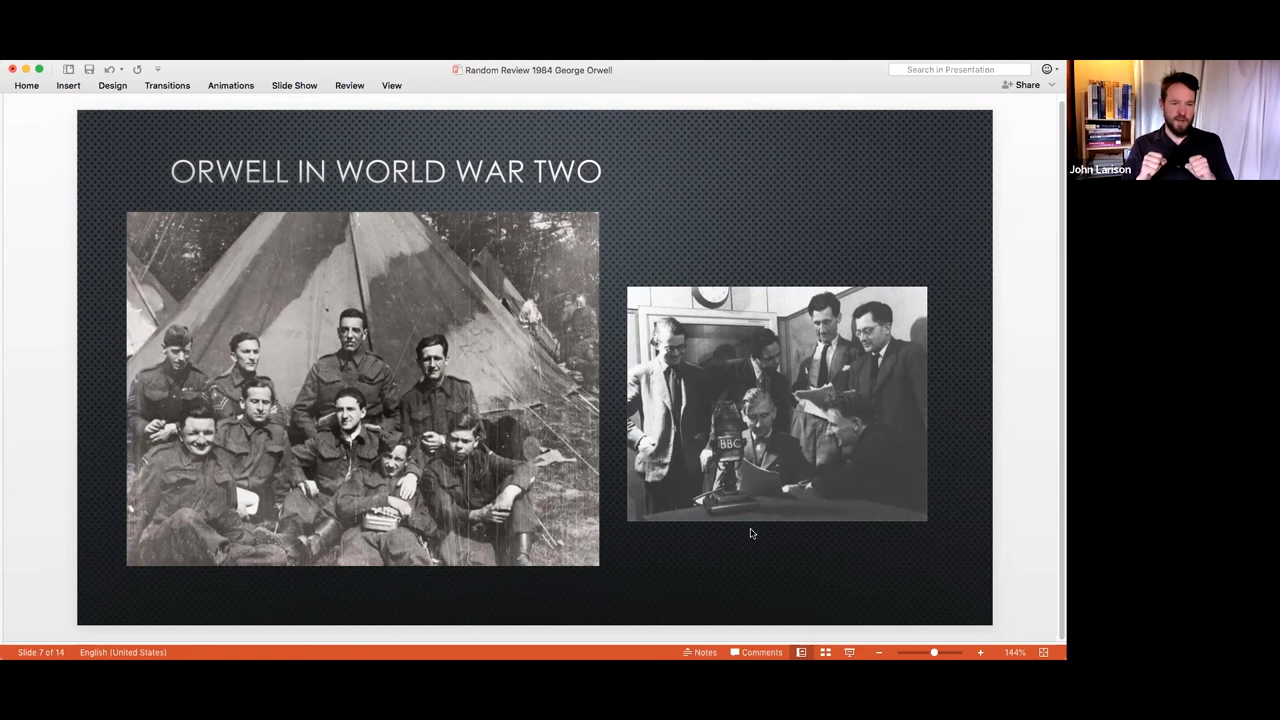 Random Review 1984 George Orwell
Search in Presentation
Home Insert Design Transitions Animations Slide Show Review View
Share
ORWELL IN WORLD WAR TWO
BBC
John Larison
Slide 7 of 14
English (United States)
Notes
Comments
144%